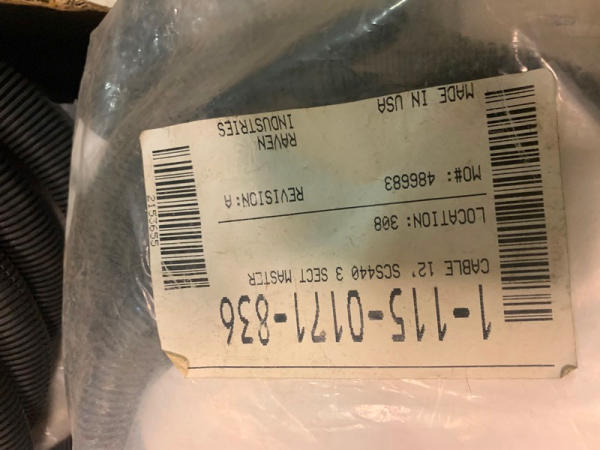 1-115-0171-836
CABLE 12' SCS440 3 SECT MASTER
LOCATION: 308
MO#: 486683 REVISION:A
RAVEN
INDUSTRIES
MADE IN USA
2153655